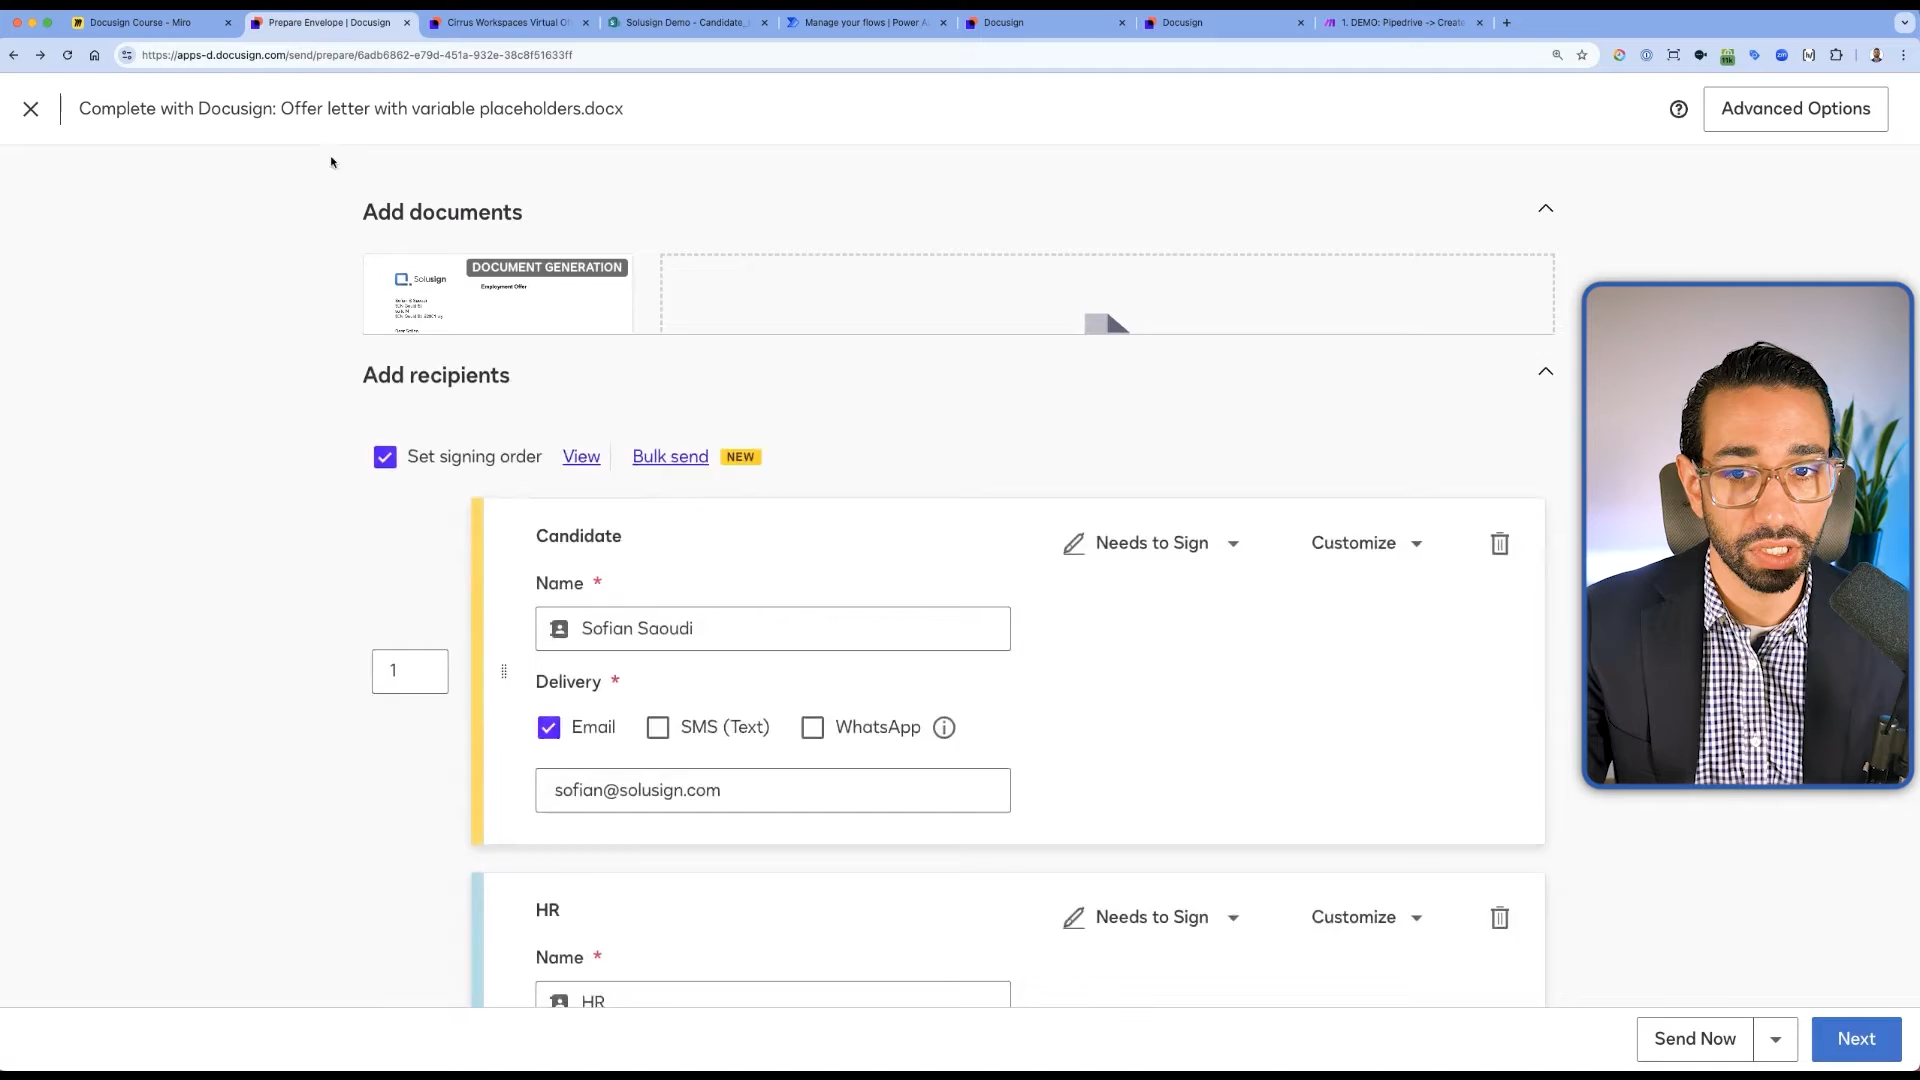 Docusign Course - Miro
Prepare Envelope | Docusign
Cirrus Workspaces Virtual Of
Solusign Demo - Candidate_
Manage your flows | Power A
Docusign
Docusign
1. DEMO: Pipedrive -> Create
https://apps-d.docusign.com/send/prepare/6adb6862-e79d-451a-932e-38c8f51633ff
11k
Complete with Docusign: Offer letter with variable placeholders.docx
Advanced Options
Add documents
DOCUMENT GENERATION
Solusign
Employment Offer
Add recipients
Set signing order
View
Bulk send
NEW
Candidate
Needs to Sign
Customize
Name *
Sofian Saoudi
1
Delivery *
Email
SMS (Text)
WhatsApp
sofian@solusign.com
HR
Needs to Sign
Customize
Name *
HR
Send Now
Next